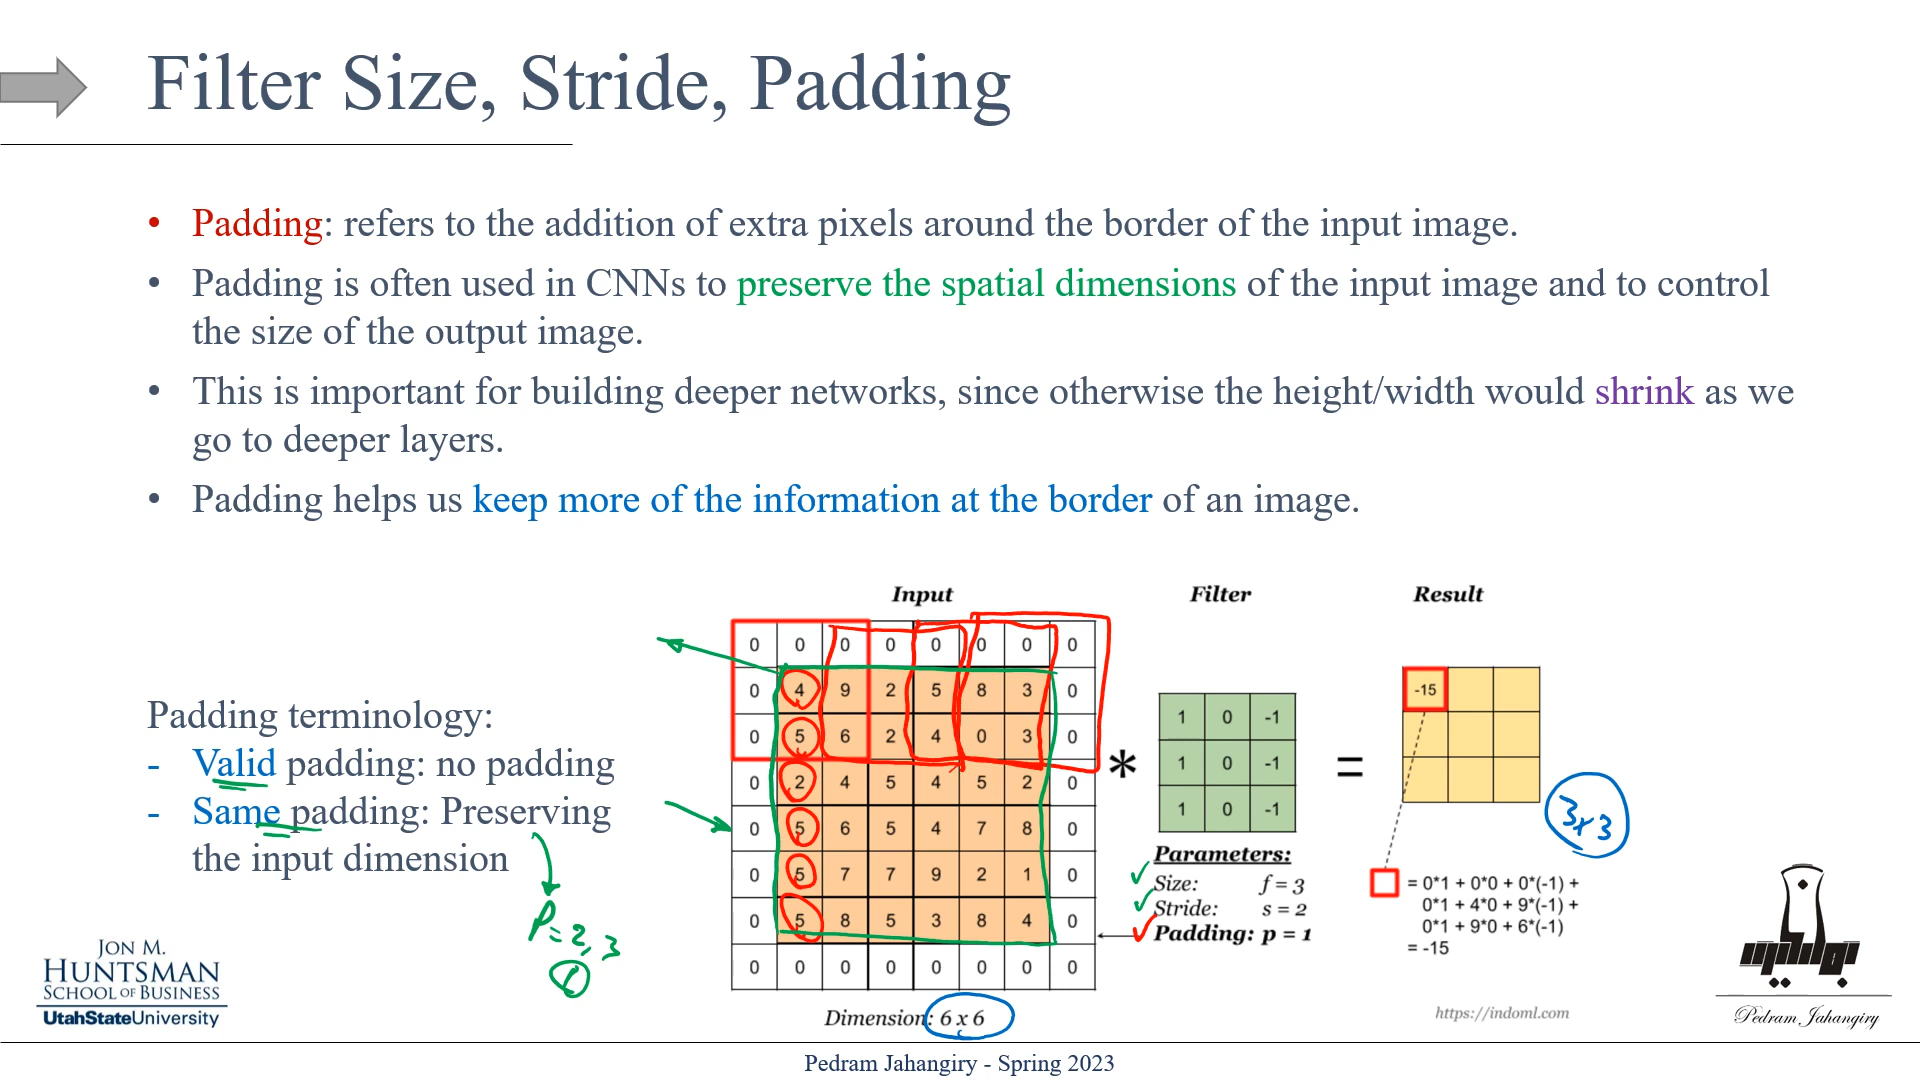 Filter Size, Stride, Padding
• Padding: refers to the addition of extra pixels around the border of the input image.
• Padding is often used in CNNs to preserve the spatial dimensions of the input image and to control
the size of the output image.
• This is important for building deeper networks, since otherwise the height/width would shrink as we
go to deeper layers.
• Padding helps us keep more of the information at the border of an image.
Padding terminology:
- Valid padding: no padding
- Same padding: Preserving
the input dimension
P=2,3
1
Input
0 0 0 0 0 0 0 0
0 4 9 2 5 8 3 0
0 5 6 2 4 0 3 0
0 2 4 5 4 5 2 0
0 5 6 5 4 7 8 0
0 5 7 7 9 2 1 0
0 5 8 5 3 8 4 0
0 0 0 0 0 0 0 0
Dimension: 6 x 6
*
Filter
1 0 -1
1 0 -1
1 0 -1
Parameters:
Size: f = 3
Stride: s = 2
Padding: p = 1
=
Result
-15
3x3
= 0*1 + 0*0 + 0*(-1) +
0*1 + 4*0 + 9*(-1) +
0*1 + 9*0 + 6*(-1)
= -15
https://indoml.com
JON M.
HUNTSMAN
SCHOOL OF BUSINESS
UtahStateUniversity
Pedram Jahangiry
Pedram Jahangiry - Spring 2023